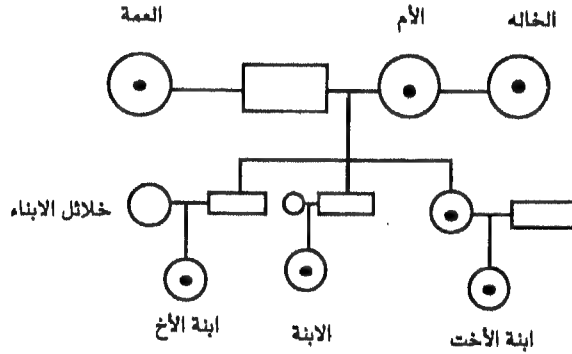 الخاله
الأم
العمة
خلائل الابناء
ابنة الأخ
الابنة
ابنة الأخت